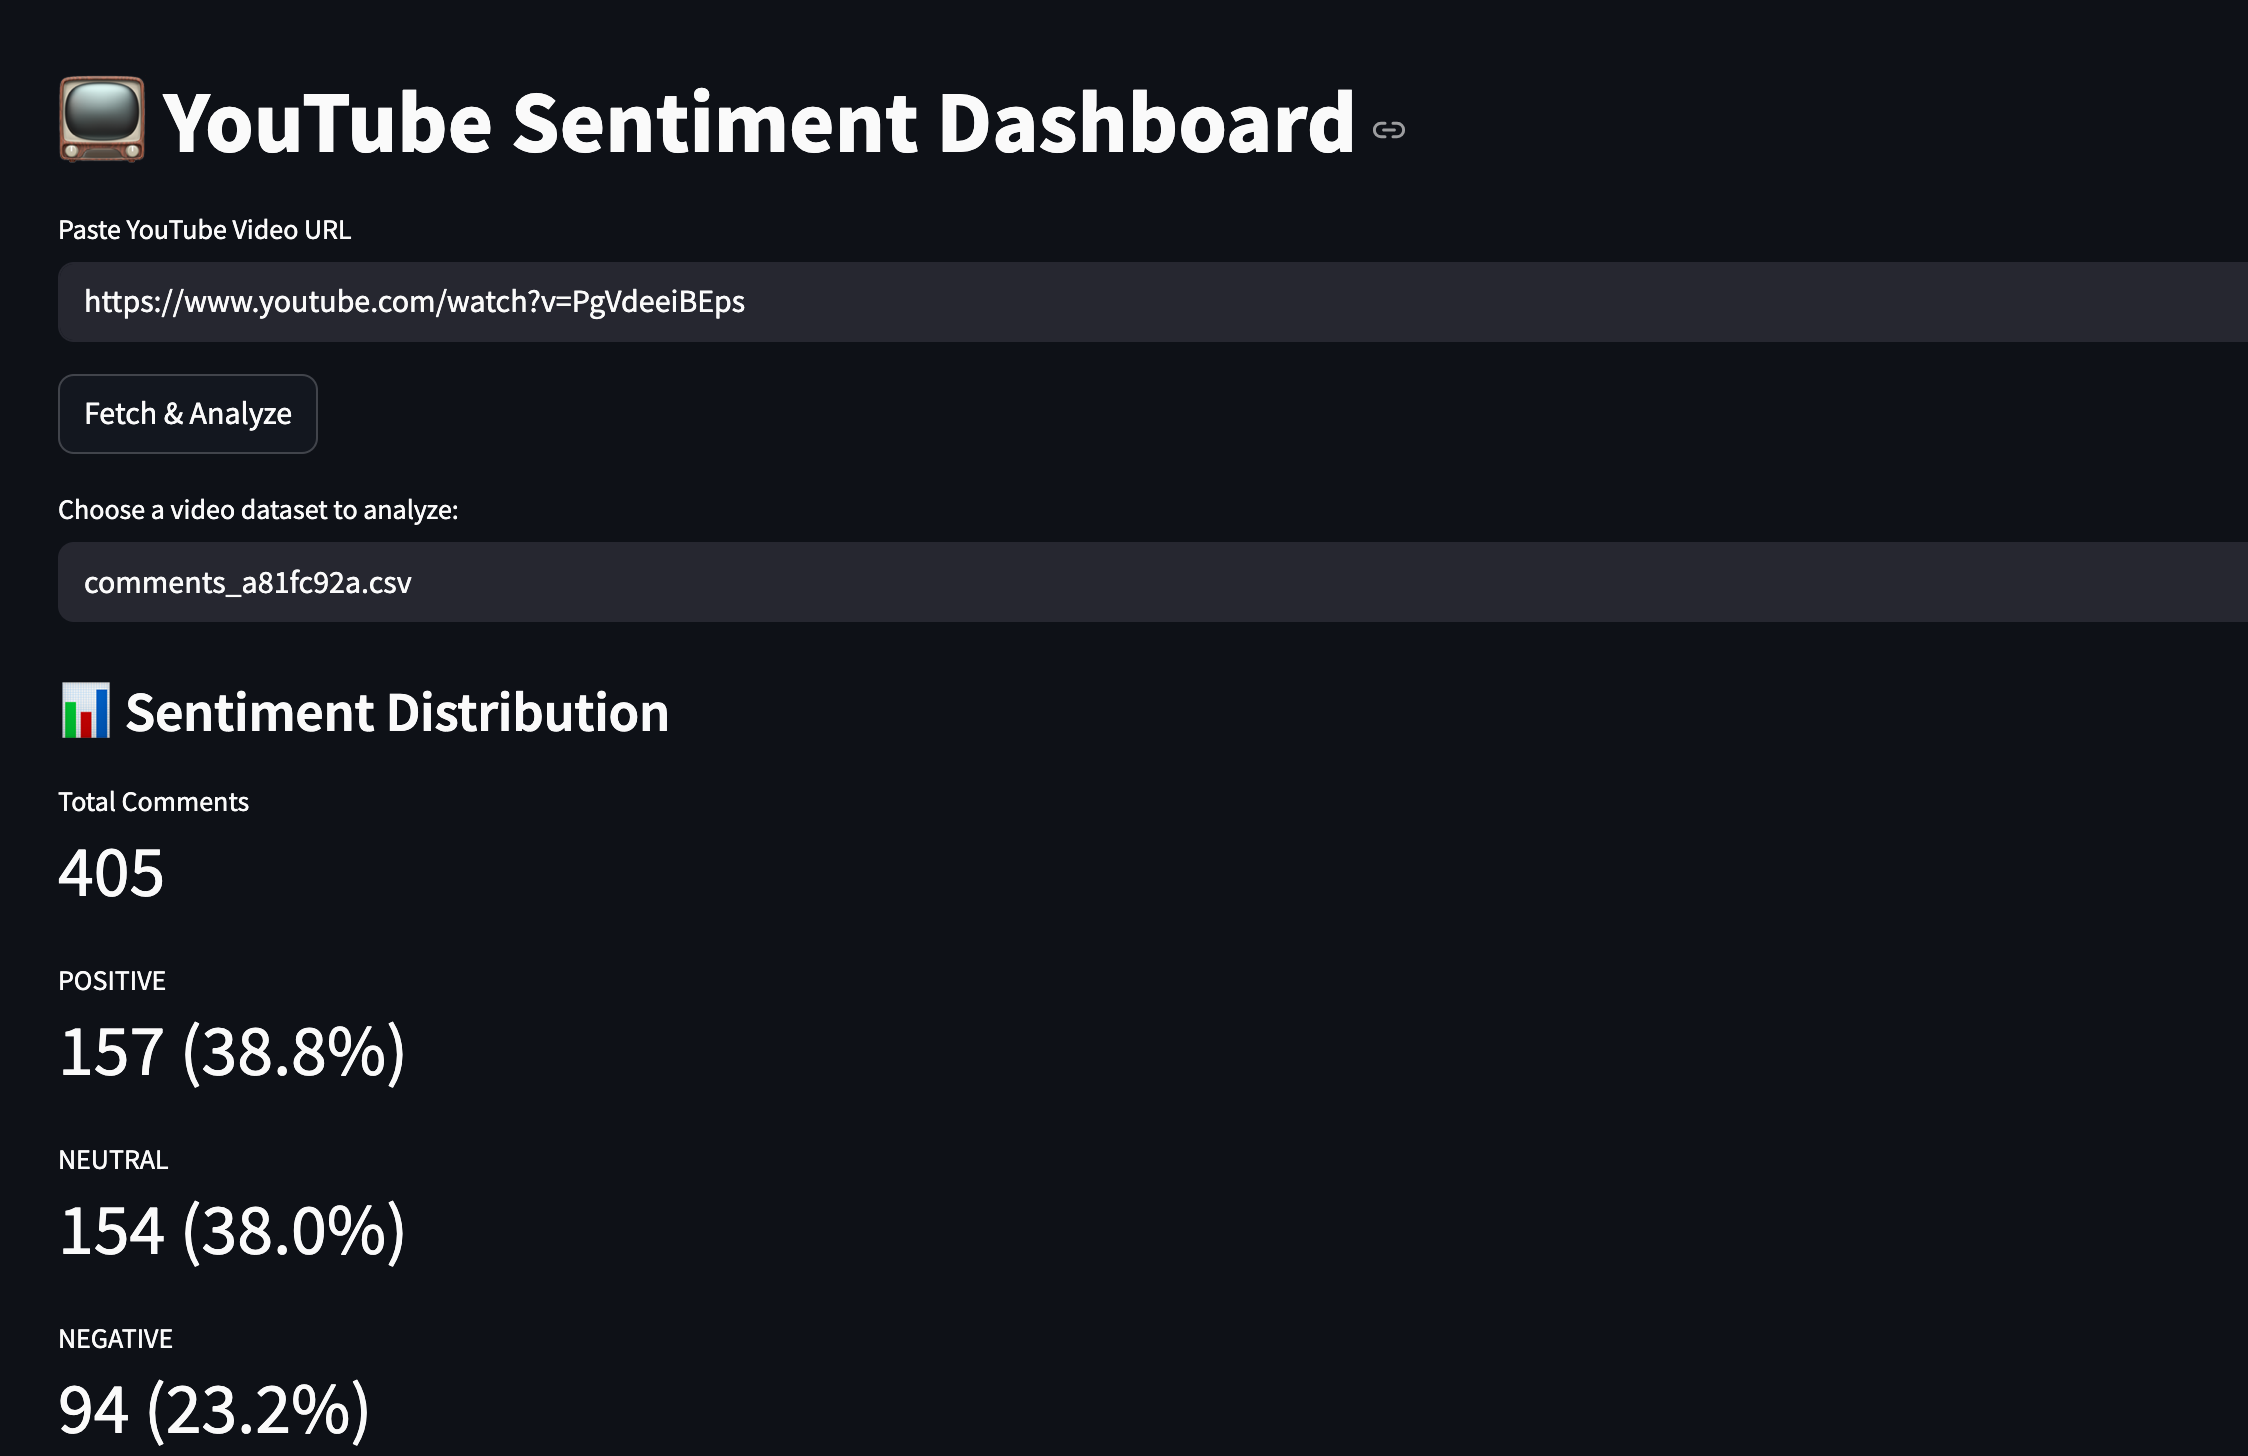 YouTube Sentiment Dashboard
Paste YouTube Video URL
https://www.youtube.com/watch?v=PgVdeeiBEps
Fetch & Analyze
Choose a video dataset to analyze:
comments_a81fc92a.csv
Sentiment Distribution
Total Comments
405
POSITIVE
157 (38.8%)
NEUTRAL
154 (38.0%)
NEGATIVE
94 (23.2%)